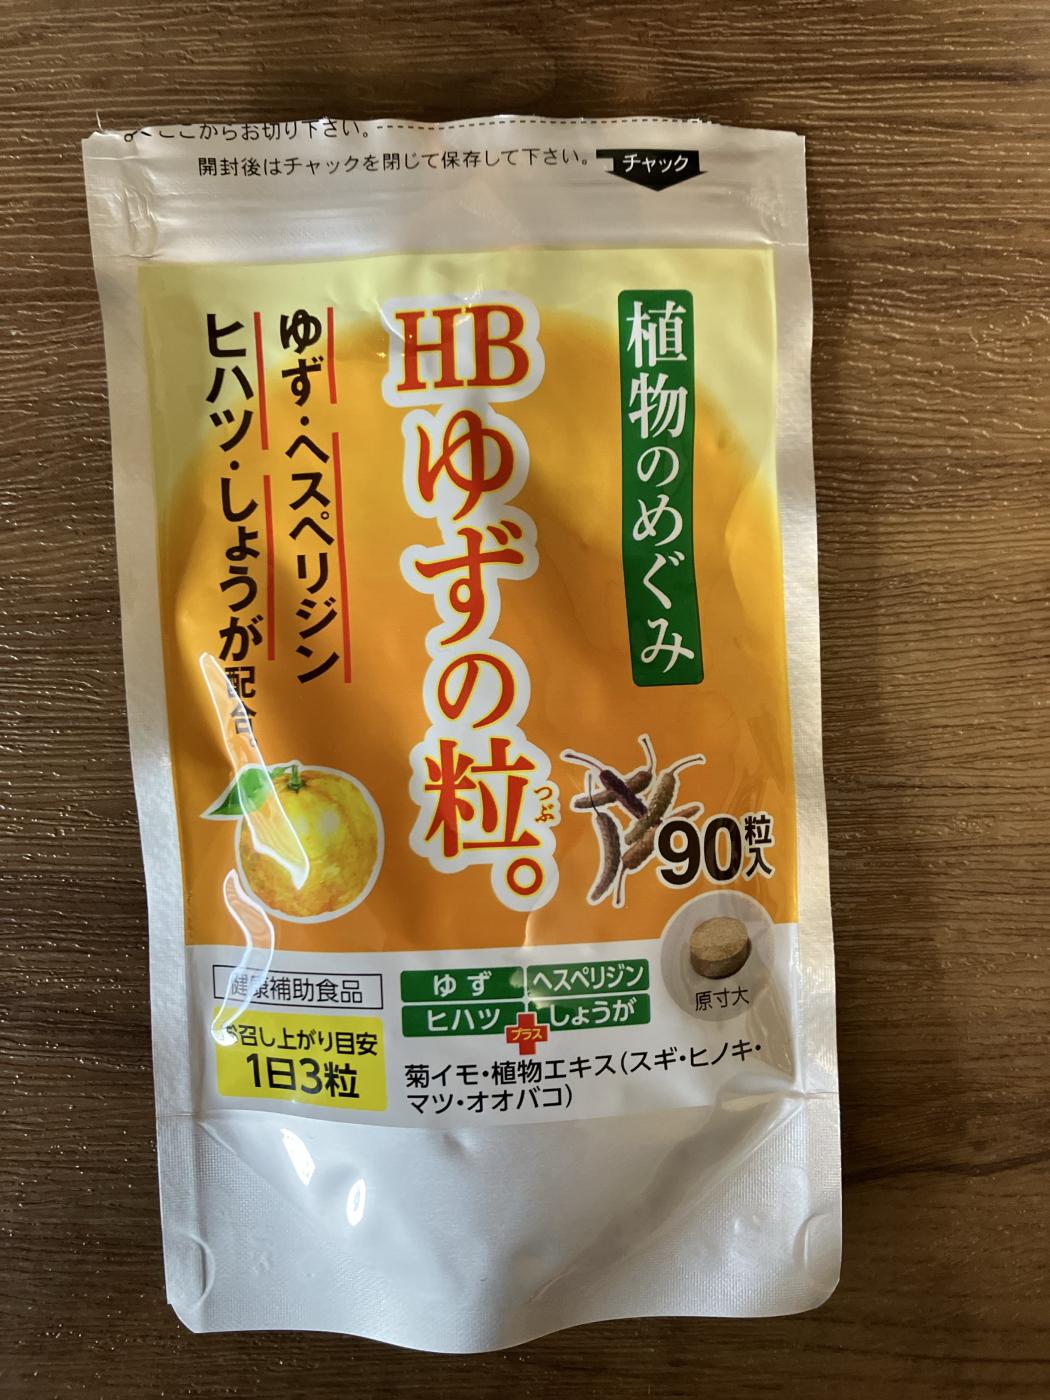 ここからお切り下さい。
開封後はチャックを閉じて保存して下さい。
チャック
植物のめぐみ
HBゆずの粒。
つぶ
ゆず・ヘスペリジン
ヒハツ・しょうが配合。
90粒入
原寸大
健康補助食品
お召し上がり目安
1日3粒
ゆず
ヘスペリジン
ヒハツ
しょうが
プラス
菊イモ・植物エキス(スギ・ヒノキ・
マツ・オオバコ)